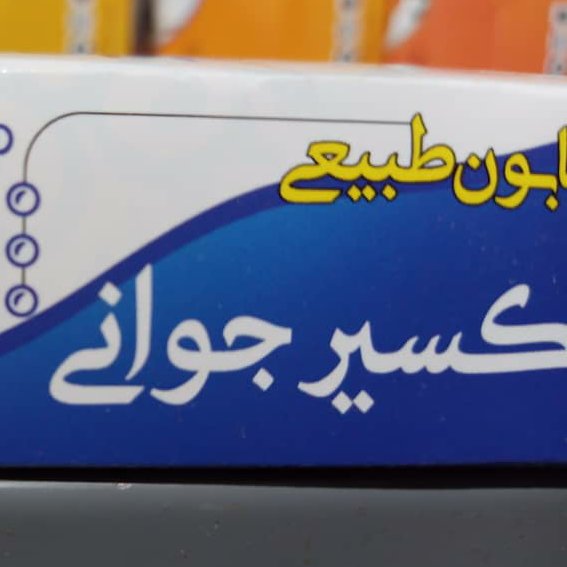 ابون طبیعی
کسیر جوانی